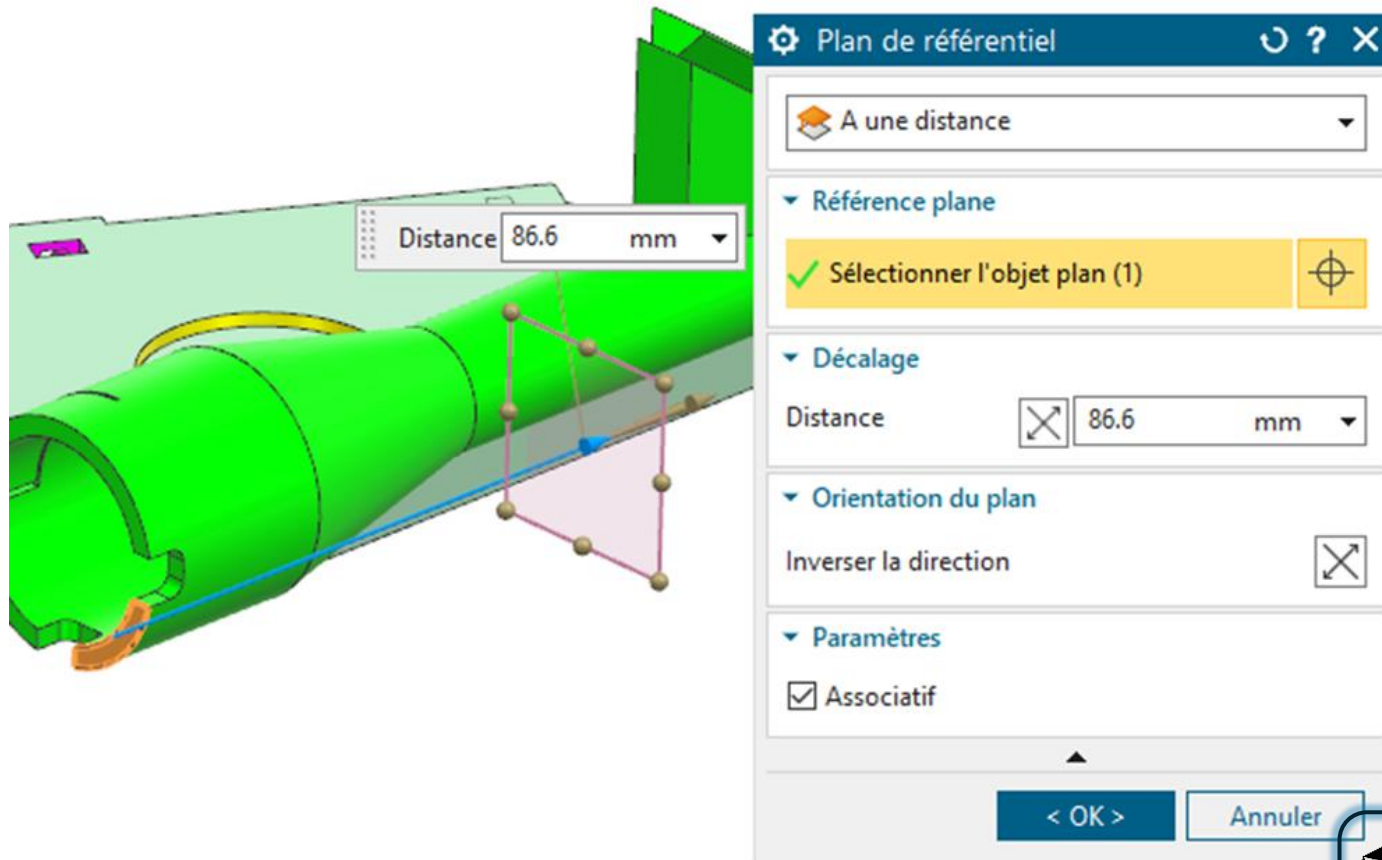 Plan de référentiel
A une distance
Référence plane
Distance 86.6 mm
Sélectionner l'objet plan (1)
Décalage
Distance 86.6 mm
Orientation du plan
Inverser la direction
Paramètres
Associatif
< OK > Annuler